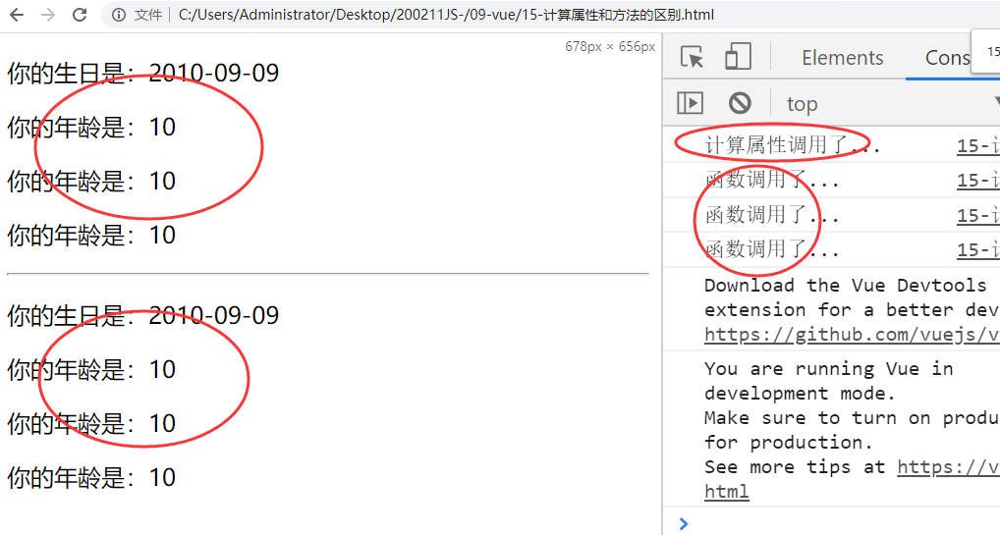 文件 C:/Users/Administrator/Desktop/200211JS-/09-vue/15-计算属性和方法的区别.html
678px × 656px
你的生日是：2010-09-09
你的年龄是：10
你的年龄是：10
你的年龄是：10
你的生日是：2010-09-09
你的年龄是：10
你的年龄是：10
你的年龄是：10
Elements Cons 15
top
计算属性调用了... 15-计
函数调用了... 15-计
函数调用了... 15-计
函数调用了... 15-计
Download the Vue Devtools
extension for a better dev
https://github.com/vuejs/v
You are running Vue in
development mode.
Make sure to turn on produ
for production.
See more tips at https://v
html